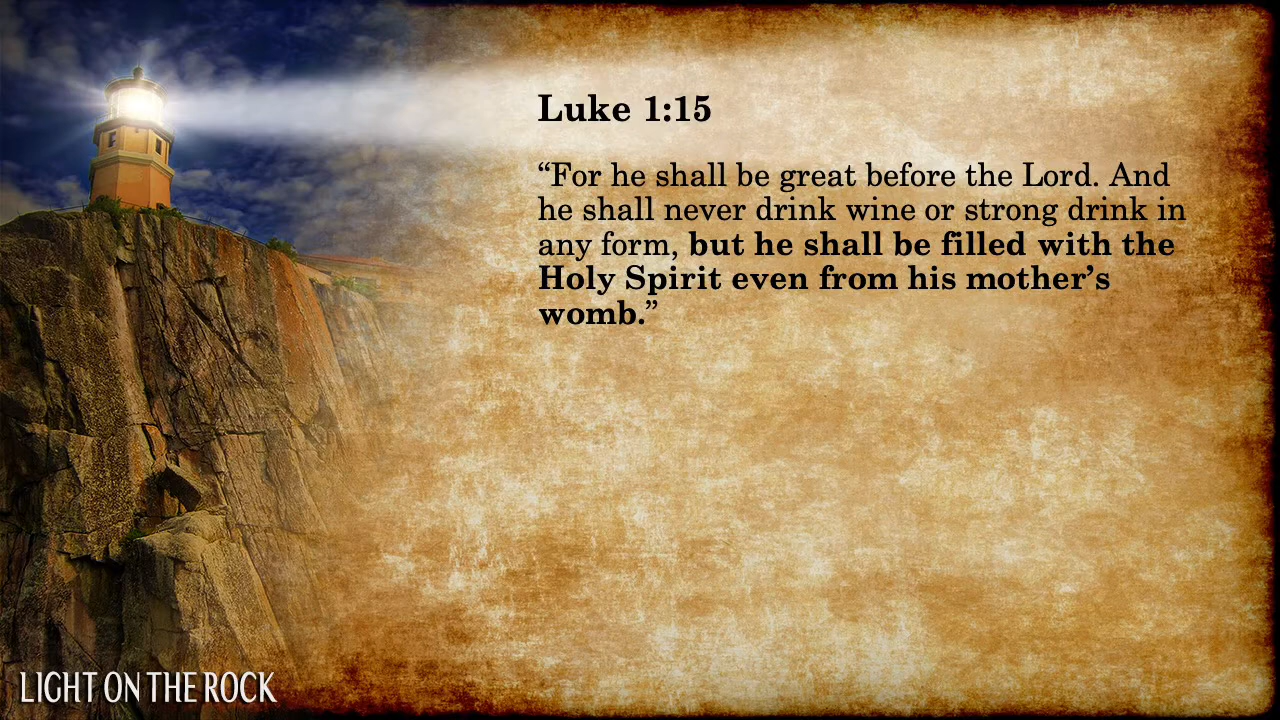 Luke 1:15
“For he shall be great before the Lord. And
he shall never drink wine or strong drink in
any form, but he shall be filled with the
Holy Spirit even from his mother’s
womb.”
LIGHT ON THE ROCK